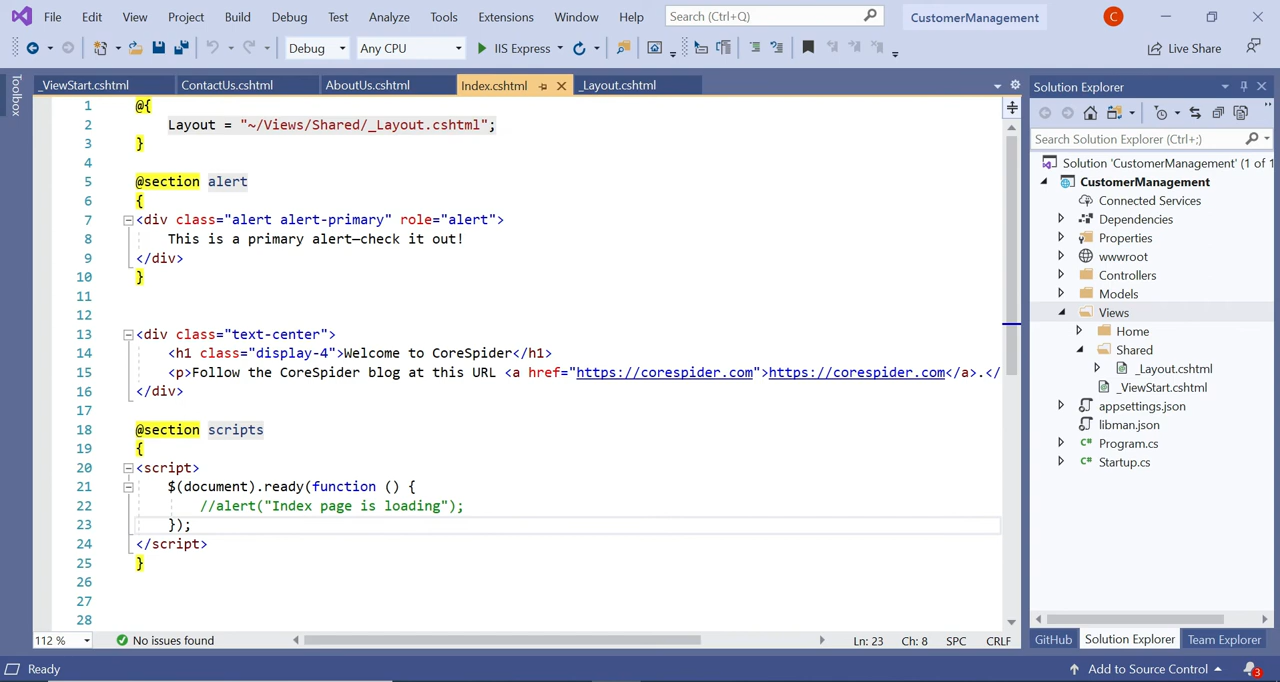 File Edit View Project Build Debug Test Analyze Tools Extensions Window Help Search (Ctrl+Q) CustomerManagement C
Debug Any CPU IIS Express Live Share
Toolbox
_ViewStart.cshtml ContactUs.cshtml AboutUs.cshtml Index.cshtml _Layout.cshtml
1 @{
2 Layout = "~/Views/Shared/_Layout.cshtml";
3 }
4
5 @section alert
6 {
7 <div class="alert alert-primary" role="alert">
8 This is a primary alert—check it out!
9 </div>
10 }
11
12
13 <div class="text-center">
14 <h1 class="display-4">Welcome to CoreSpider</h1>
15 <p>Follow the CoreSpider blog at this URL <a href="https://corespider.com">https://corespider.com</a>.</
16 </div>
17
18 @section scripts
19 {
20 <script>
21 $(document).ready(function () {
22 //alert("Index page is loading");
23 });
24 </script>
25 }
26
27
28
112 % No issues found Ln: 23 Ch: 8 SPC CRLF
Solution Explorer
Search Solution Explorer (Ctrl+;)
Solution 'CustomerManagement' (1 of 1
CustomerManagement
Connected Services
Dependencies
Properties
wwwroot
Controllers
Models
Views
Home
Shared
_Layout.cshtml
_ViewStart.cshtml
appsettings.json
libman.json
C# Program.cs
C# Startup.cs
GitHub Solution Explorer Team Explorer
Ready Add to Source Control 3